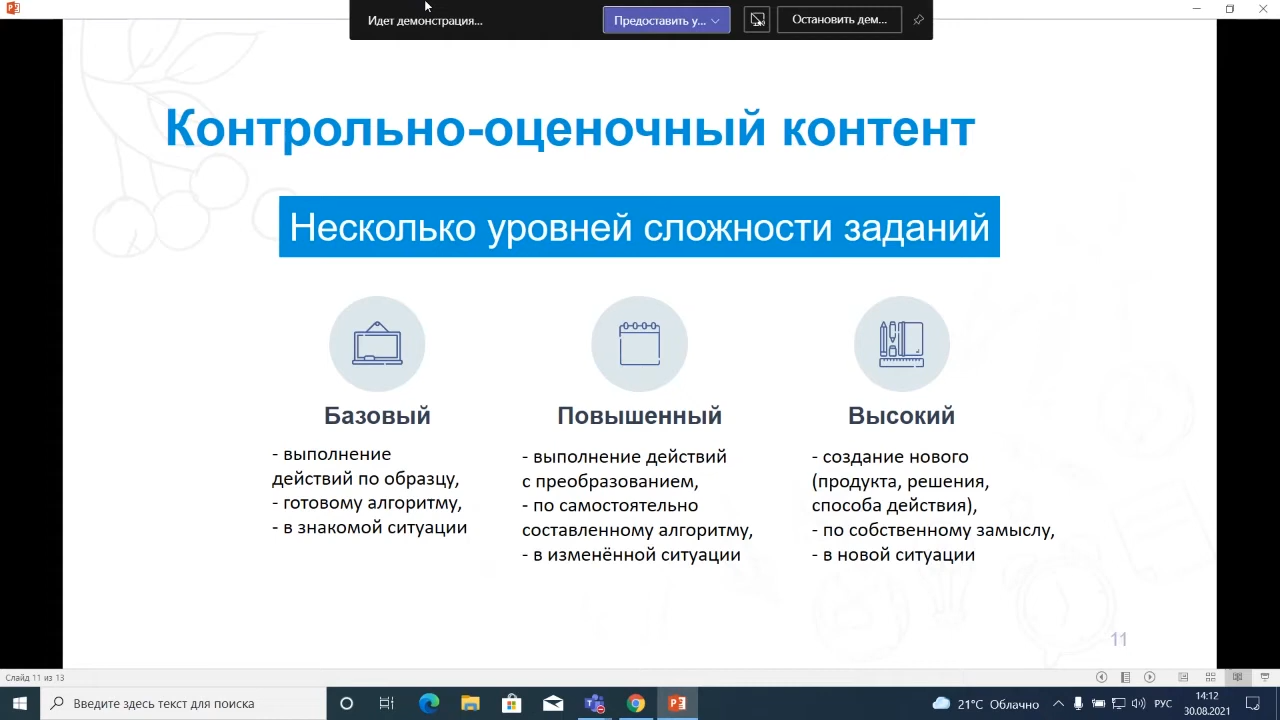 Идет демонстрация...
Предоставить у...
Остановить дем...
Контрольно-оценочный контент
Несколько уровней сложности заданий
Базовый
- выполнение
действий по образцу,
- готовому алгоритму,
- в знакомой ситуации
Повышенный
- выполнение действий
с преобразованием,
- по самостоятельно
составленному алгоритму,
- в изменённой ситуации
Высокий
- создание нового
(продукта, решения,
способа действия),
- по собственному замыслу,
- в новой ситуации
11
Слайд 11 из 13
Введите здесь текст для поиска
21°C Облачно
РУС
14:12
30.08.2021